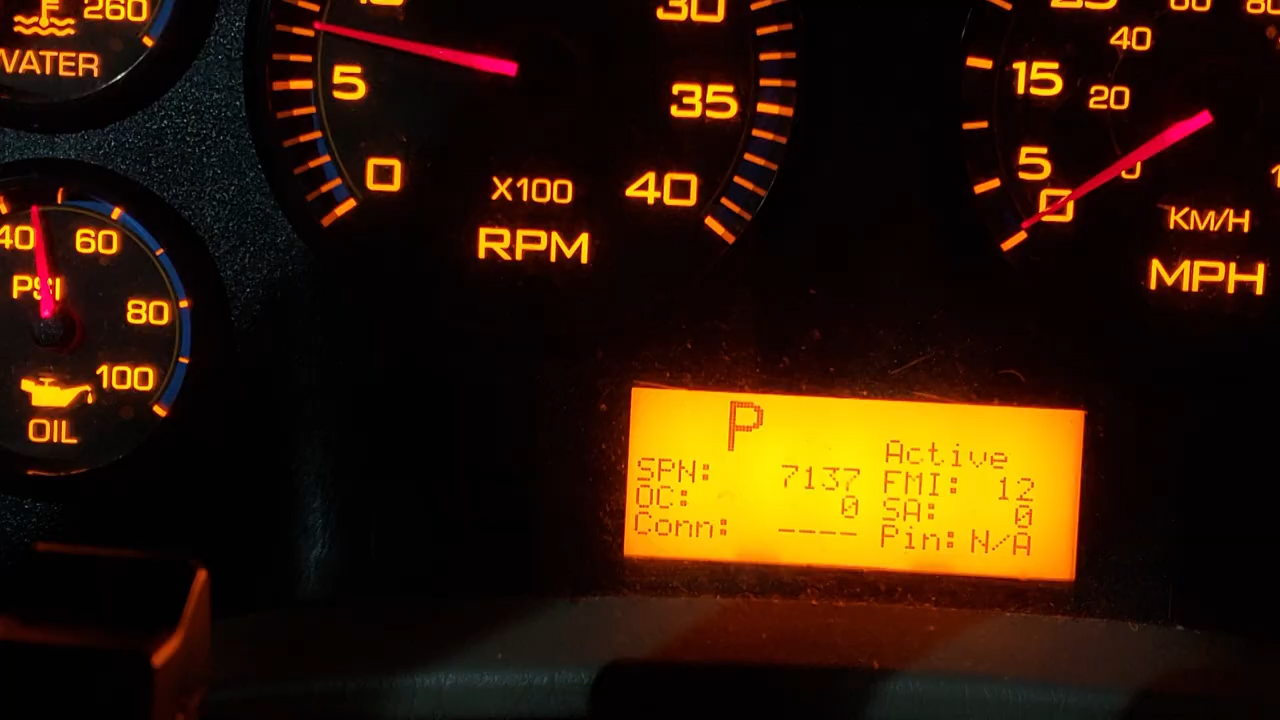 260
WATER
5
0
30
35
40
X100
RPM
40
15
20
5
0
0
KM/H
MPH
40
60
PSI
80
100
OIL
P
Active
SPN: 7137 FMI: 12
OC: 0 SA: 0
Conn: ---- Pin: N/A